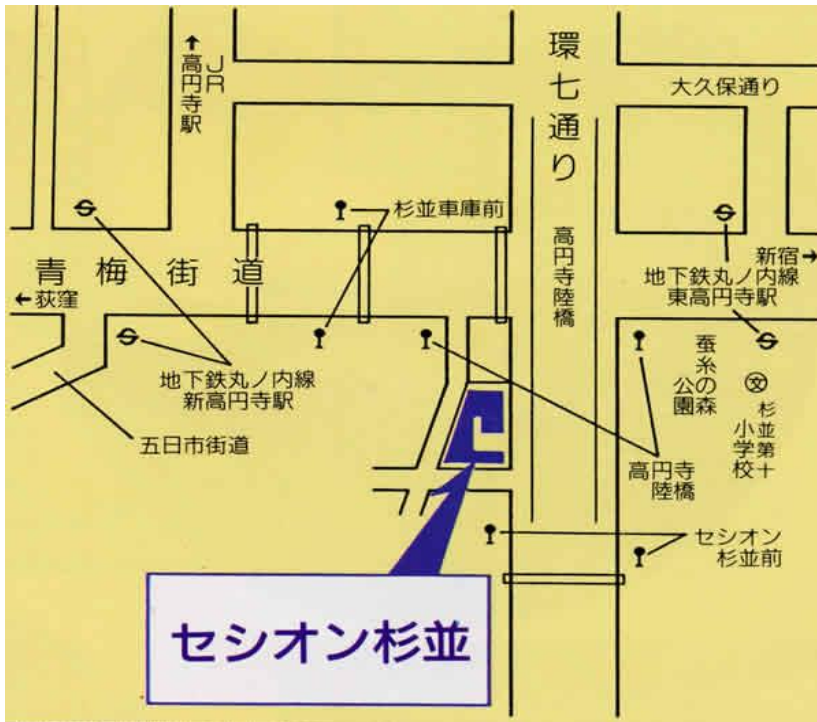 環七通り
↑高円寺駅
JR
大久保通り
杉並車庫前
高円寺陸橋
新宿→
青梅街道
←荻窪
地下鉄丸ノ内線
東高円寺駅
地下鉄丸ノ内線
新高円寺駅
蚕糸の森
公園
文
杉並第十
小学校
五日市街道
高円寺
陸橋
セシオン
杉並前
セシオン杉並